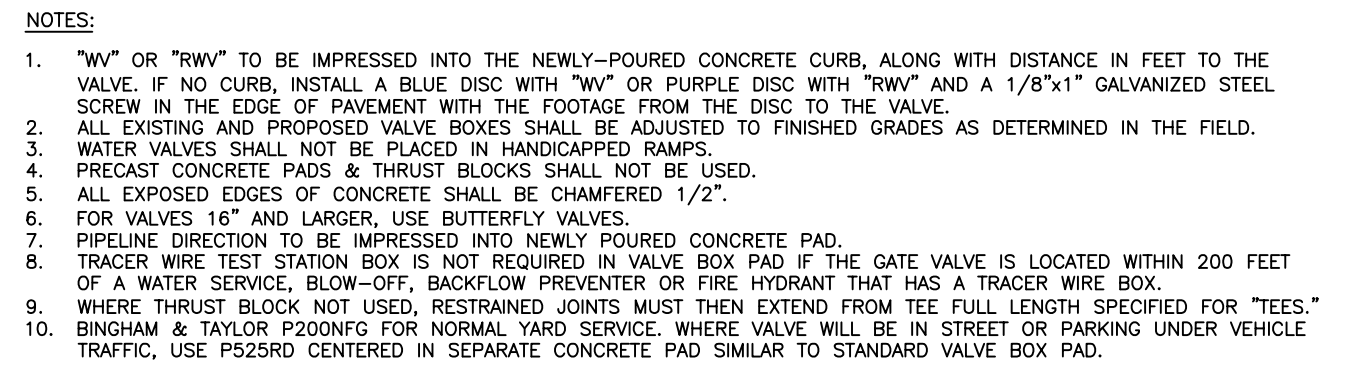 NOTES:
1. "WV" OR "RWV" TO BE IMPRESSED INTO THE NEWLY-POURED CONCRETE CURB, ALONG WITH DISTANCE IN FEET TO THE
VALVE. IF NO CURB, INSTALL A BLUE DISC WITH "WV" OR PURPLE DISC WITH "RWV" AND A 1/8"x1" GALVANIZED STEEL
SCREW IN THE EDGE OF PAVEMENT WITH THE FOOTAGE FROM THE DISC TO THE VALVE.
2. ALL EXISTING AND PROPOSED VALVE BOXES SHALL BE ADJUSTED TO FINISHED GRADES AS DETERMINED IN THE FIELD.
3. WATER VALVES SHALL NOT BE PLACED IN HANDICAPPED RAMPS.
4. PRECAST CONCRETE PADS & THRUST BLOCKS SHALL NOT BE USED.
5. ALL EXPOSED EDGES OF CONCRETE SHALL BE CHAMFERED 1/2".
6. FOR VALVES 16" AND LARGER, USE BUTTERFLY VALVES.
7. PIPELINE DIRECTION TO BE IMPRESSED INTO NEWLY POURED CONCRETE PAD.
8. TRACER WIRE TEST STATION BOX IS NOT REQUIRED IN VALVE BOX PAD IF THE GATE VALVE IS LOCATED WITHIN 200 FEET
OF A WATER SERVICE, BLOW-OFF, BACKFLOW PREVENTER OR FIRE HYDRANT THAT HAS A TRACER WIRE BOX.
9. WHERE THRUST BLOCK NOT USED, RESTRAINED JOINTS MUST THEN EXTEND FROM TEE FULL LENGTH SPECIFIED FOR "TEES."
10. BINGHAM & TAYLOR P200NFG FOR NORMAL YARD SERVICE. WHERE VALVE WILL BE IN STREET OR PARKING UNDER VEHICLE
TRAFFIC, USE P525RD CENTERED IN SEPARATE CONCRETE PAD SIMILAR TO STANDARD VALVE BOX PAD.